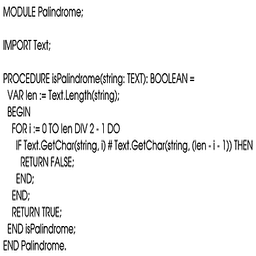 MODULE Palindrome;
IMPORT Text;
PROCEDURE isPalindrome(string: TEXT): BOOLEAN =
VAR len := Text.Length(string);
BEGIN
FOR i := 0 TO len DIV 2 - 1 DO
IF Text.GetChar(string, i) # Text.GetChar(string, (len - i - 1)) THEN
RETURN FALSE;
END;
END;
RETURN TRUE;
END isPalindrome;
END Palindrome.